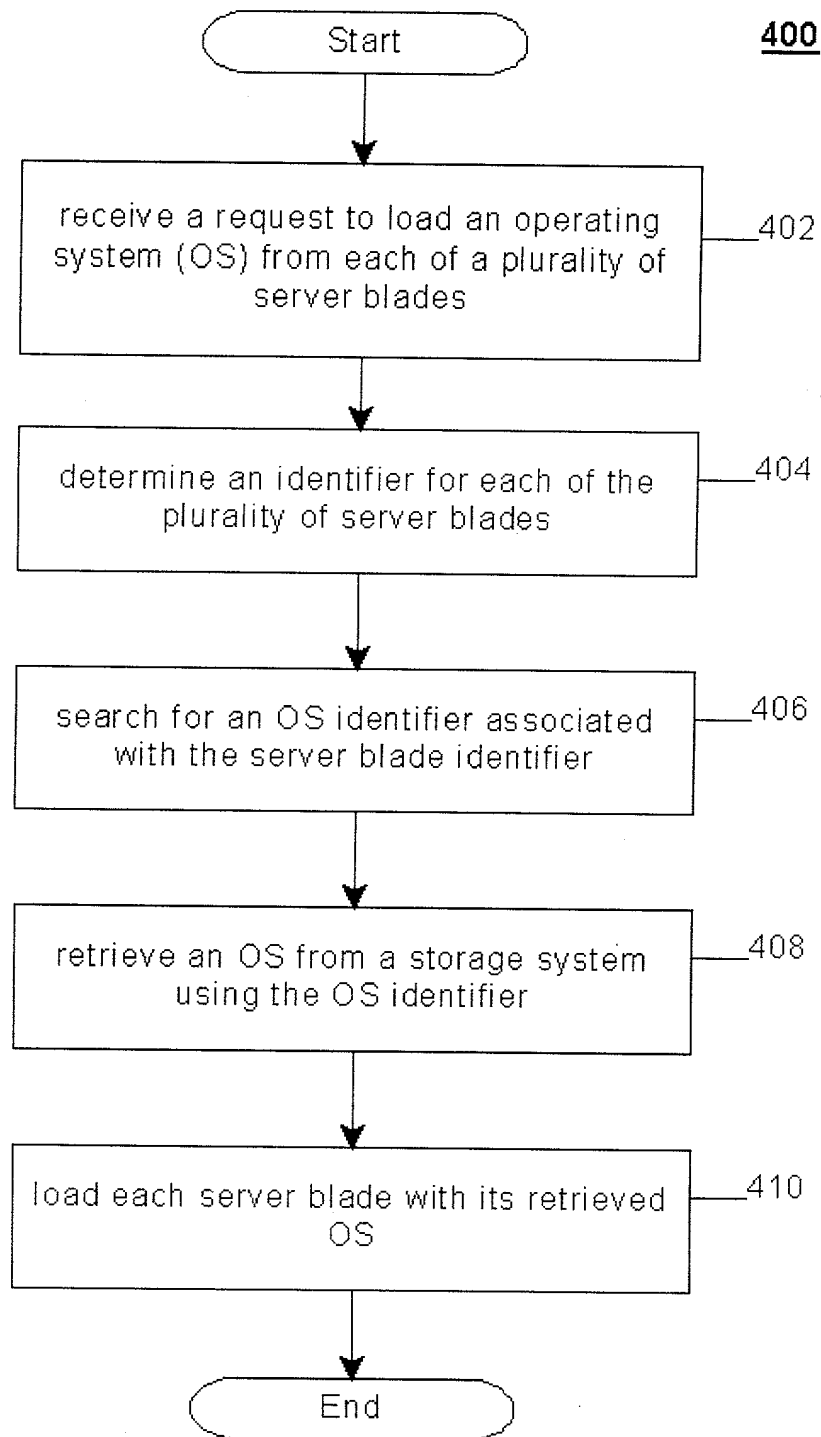 Start
400
receive a request to load an operating
system (OS) from each of a plurality of
server blades
402
determine an identifier for each of the
plurality of server blades
404
search for an OS identifier associated
with the server blade identifier
406
retrieve an OS from a storage system
using the OS identifier
408
load each server blade with its retrieved
OS
410
End